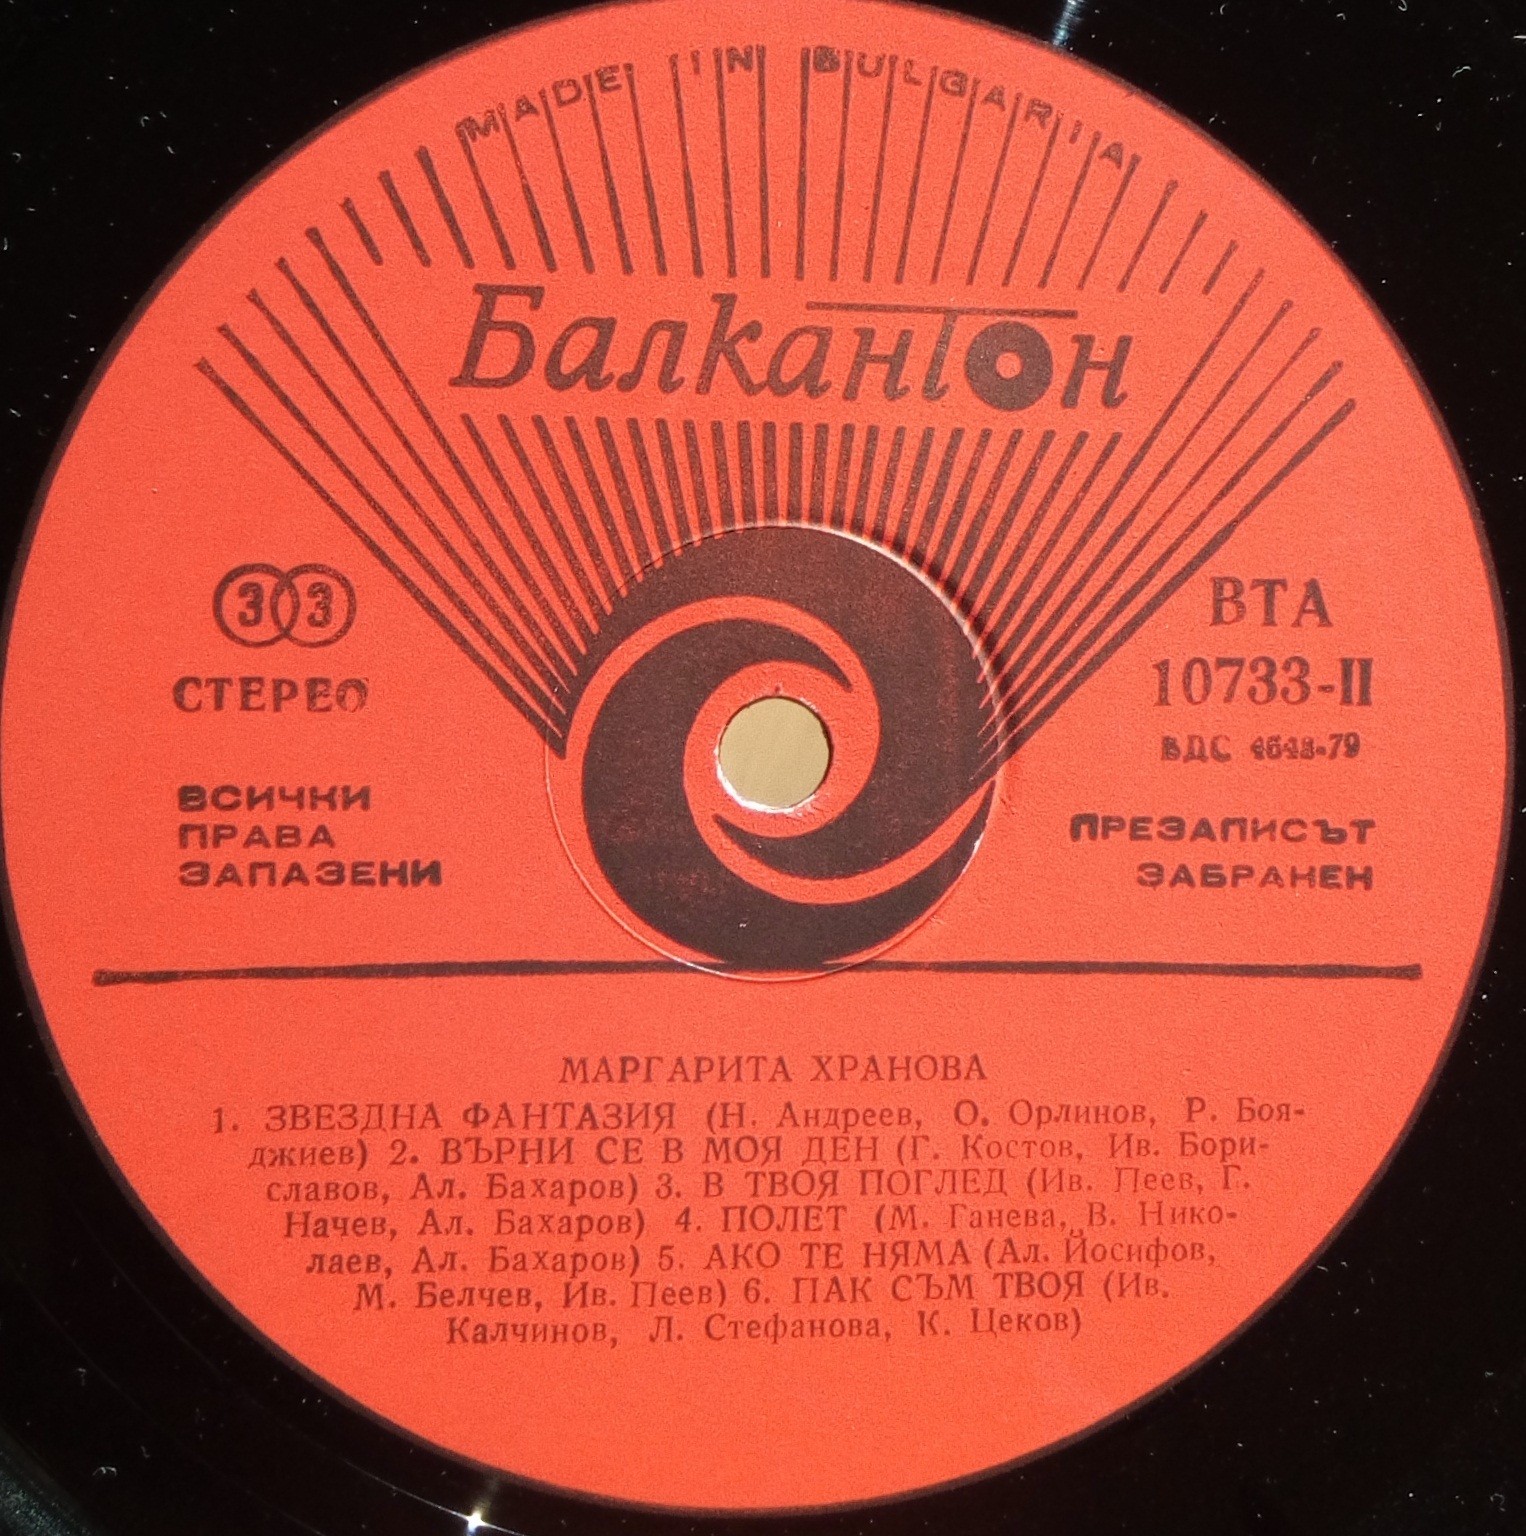 MADE IN BULGARIA
Балкантон
33
СТЕРЕО
ВСИЧКИ
ПРАВА
ЗАПАЗЕНИ
ВТА
10733-II
БДС
ПРЕЗАПИСЪТ
ЗАБРАНЕН
МАРГАРИТА ХРАНОВА
1. ЗВЕЗДНА ФАНТАЗИЯ (Н. Андреев, О. Орлинов, Р. Боя-
джиев) 2. ВЪРНИ СЕ В МОЯ ДЕН (Г. Костов, Ив. Бори-
славов, Ал. Бахаров) 3. В ТВОЯ ПОГЛЕД (Ив. Пеев, Г.
Начев, Ал. Бахаров) 4. ПОЛЕТ (М. Ганева, В. Нико-
лаев, Ал. Бахаров) 5. АКО ТЕ НЯМА (Ал. Йосифов,
М. Белчев, Ив. Пеев) 6. ПАК СЪМ ТВОЯ (Ив.
Калчинов, Л. Стефанова, К. Цеков)